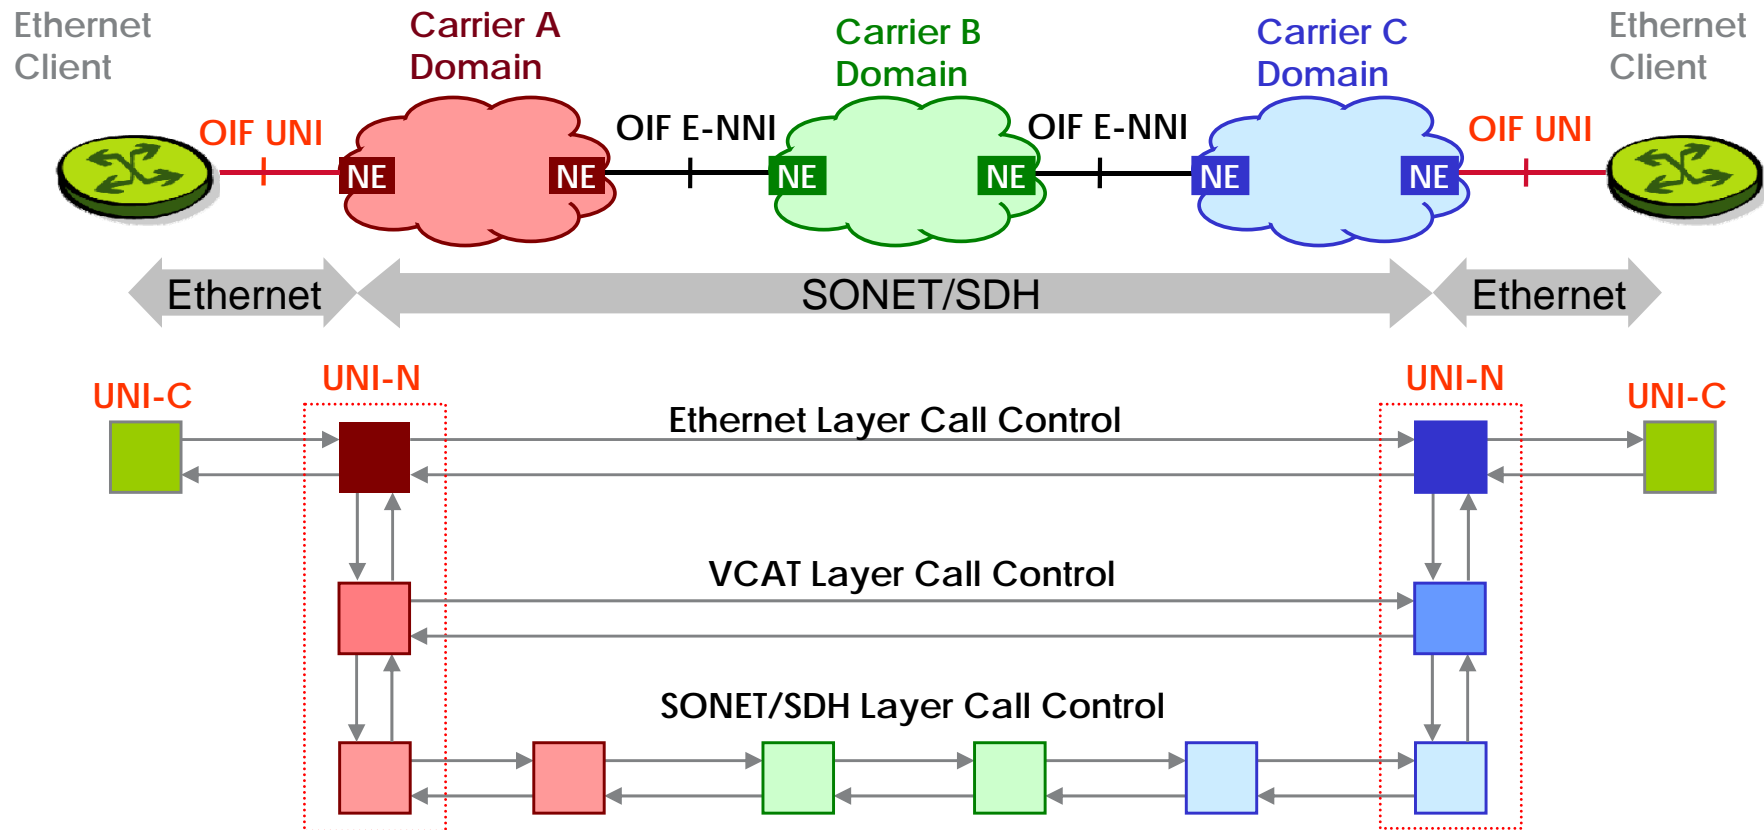 Ethernet
Client
Carrier A
Domain
Carrier B
Domain
Carrier C
Domain
Ethernet
Client
OIF UNI
OIF E-NNI
OIF E-NNI
OIF UNI
NE
NE
NE
NE
NE
NE
Ethernet
SONET/SDH
Ethernet
UNI-C
UNI-N
UNI-N
UNI-C
Ethernet Layer Call Control
VCAT Layer Call Control
SONET/SDH Layer Call Control